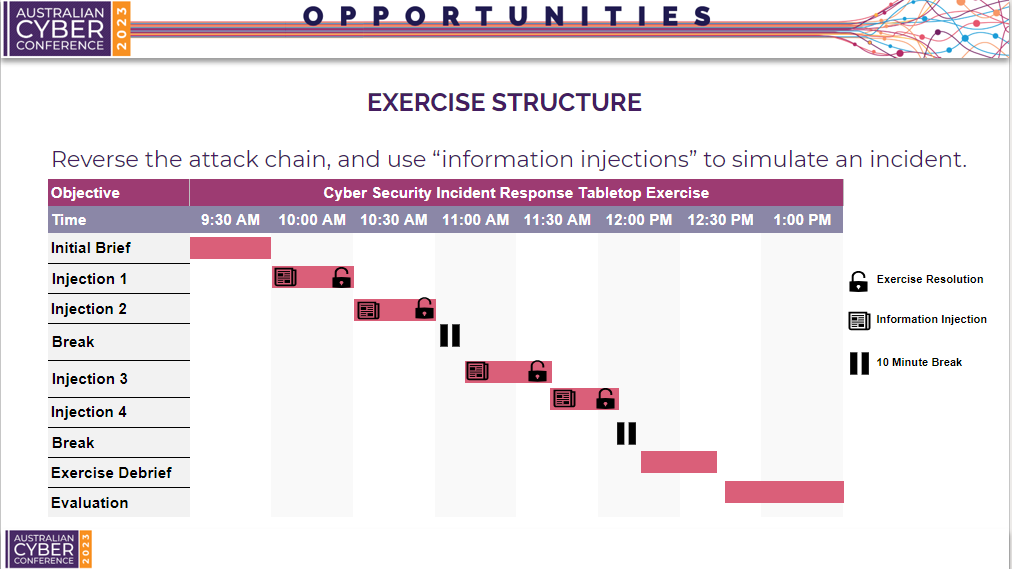 AUSTRALIAN
CYBER
CONFERENCE
2023
OPPORTUNITIES
EXERCISE STRUCTURE
Reverse the attack chain, and use “information injections” to simulate an incident.
Objective Cyber Security Incident Response Tabletop Exercise
Time 9:30 AM 10:00 AM 10:30 AM 11:00 AM 11:30 AM 12:00 PM 12:30 PM 1:00 PM
Initial Brief
Injection 1
Exercise Resolution
Injection 2
Information Injection
Break
10 Minute Break
Injection 3
Injection 4
Break
Exercise Debrief
Evaluation
AUSTRALIAN
CYBER
CONFERENCE
2023